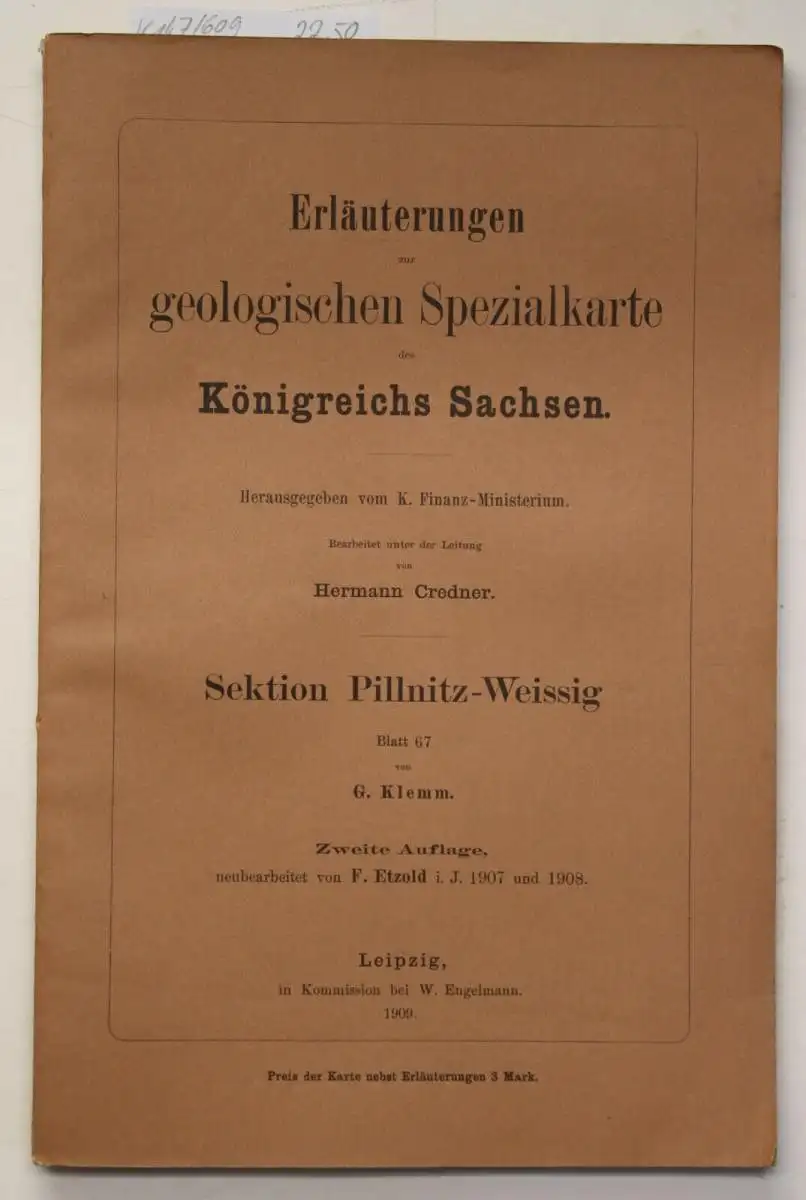 K147/609 22.50
Erläuterungen
zur
geologischen Spezialkarte
des
Königreichs Sachsen.
Herausgegeben vom K. Finanz-Ministerium.
Bearbeitet unter der Leitung
von
Hermann Credner.
Sektion Pillnitz-Weissig
Blatt 67
von
G. Klemm.
Zweite Auflage,
neubearbeitet von F. Etzold i. J. 1907 und 1908.
Leipzig,
in Kommission bei W. Engelmann.
1909.
Preis der Karte nebst Erläuterungen 3 Mark.